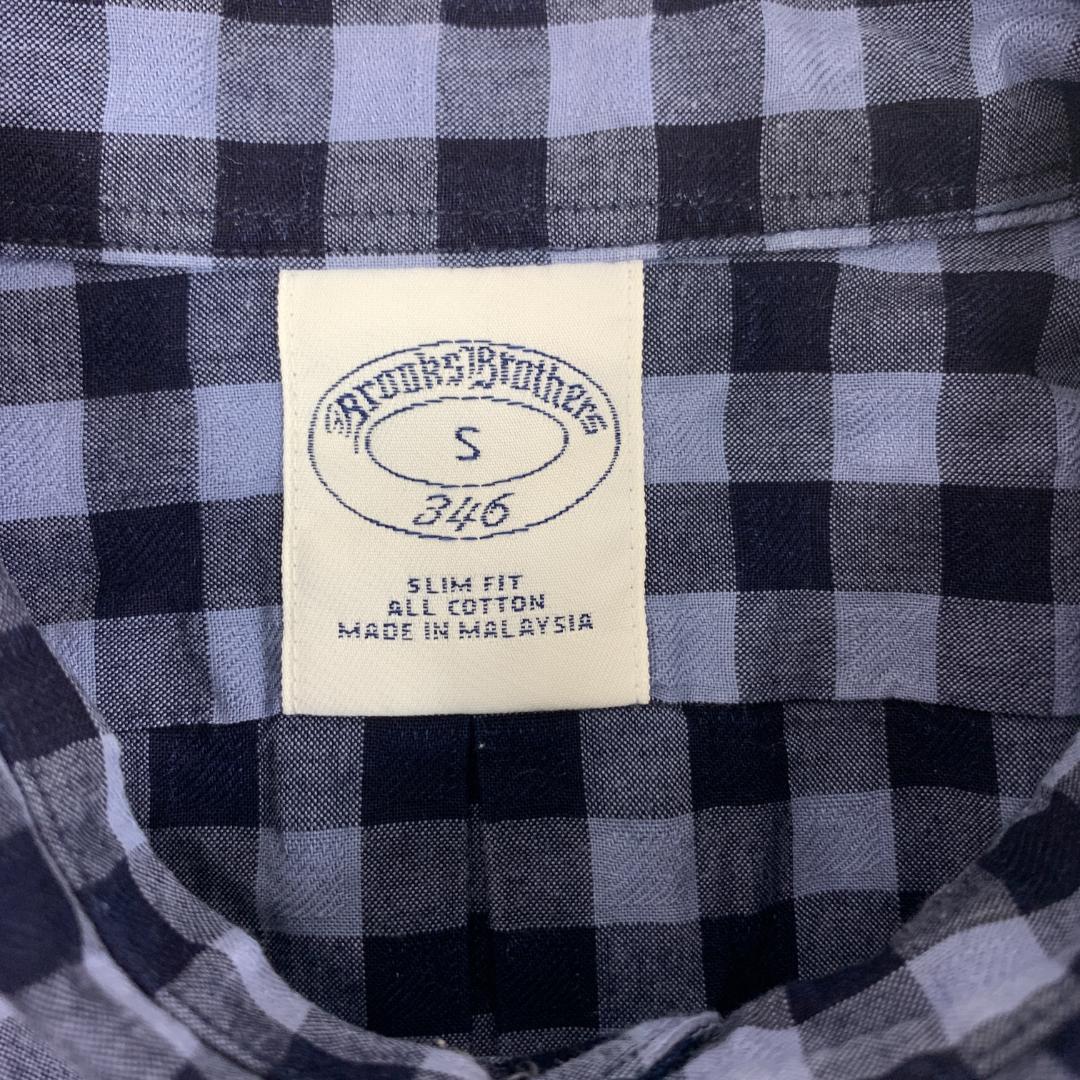 Brooks Brothers
S
346
SLIM FIT
ALL COTTON
MADE IN MALAYSIA